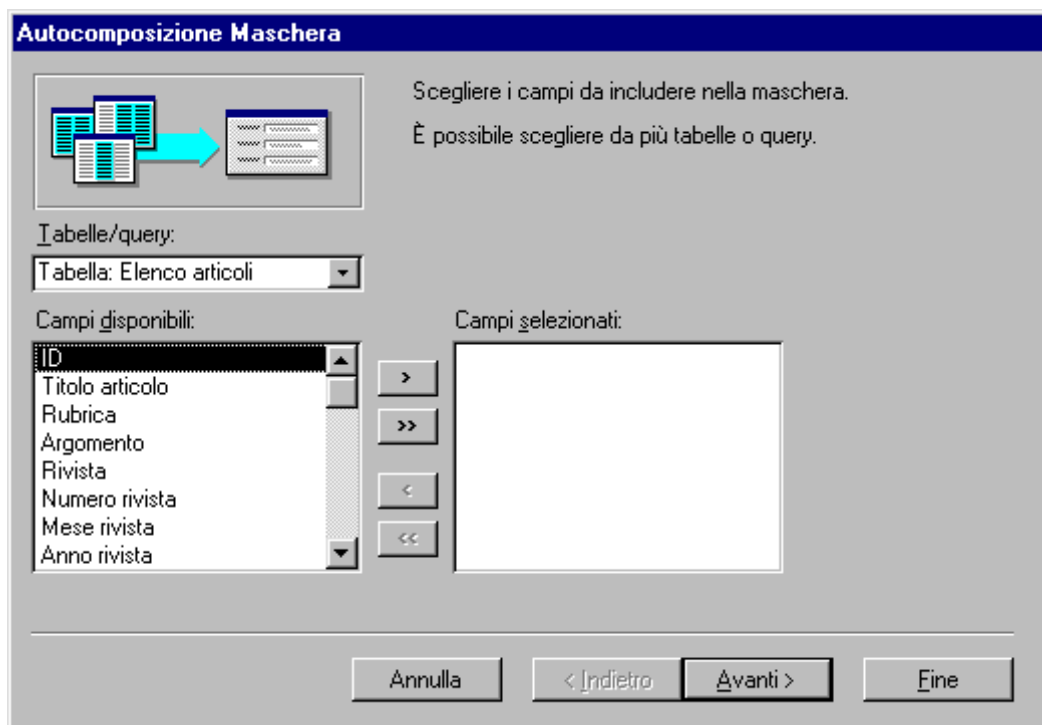 Autocomposizione Maschera
Scegliere i campi da includere nella maschera.
È possibile scegliere da più tabelle o query.
Tabelle/query:
Tabella: Elenco articoli
Campi disponibili:
Campi selezionati:
ID
Titolo articolo
Rubrica
Argomento
Rivista
Numero rivista
Mese rivista
Anno rivista
>
>>
<
<<
Annulla
< Indietro
Avanti >
Fine